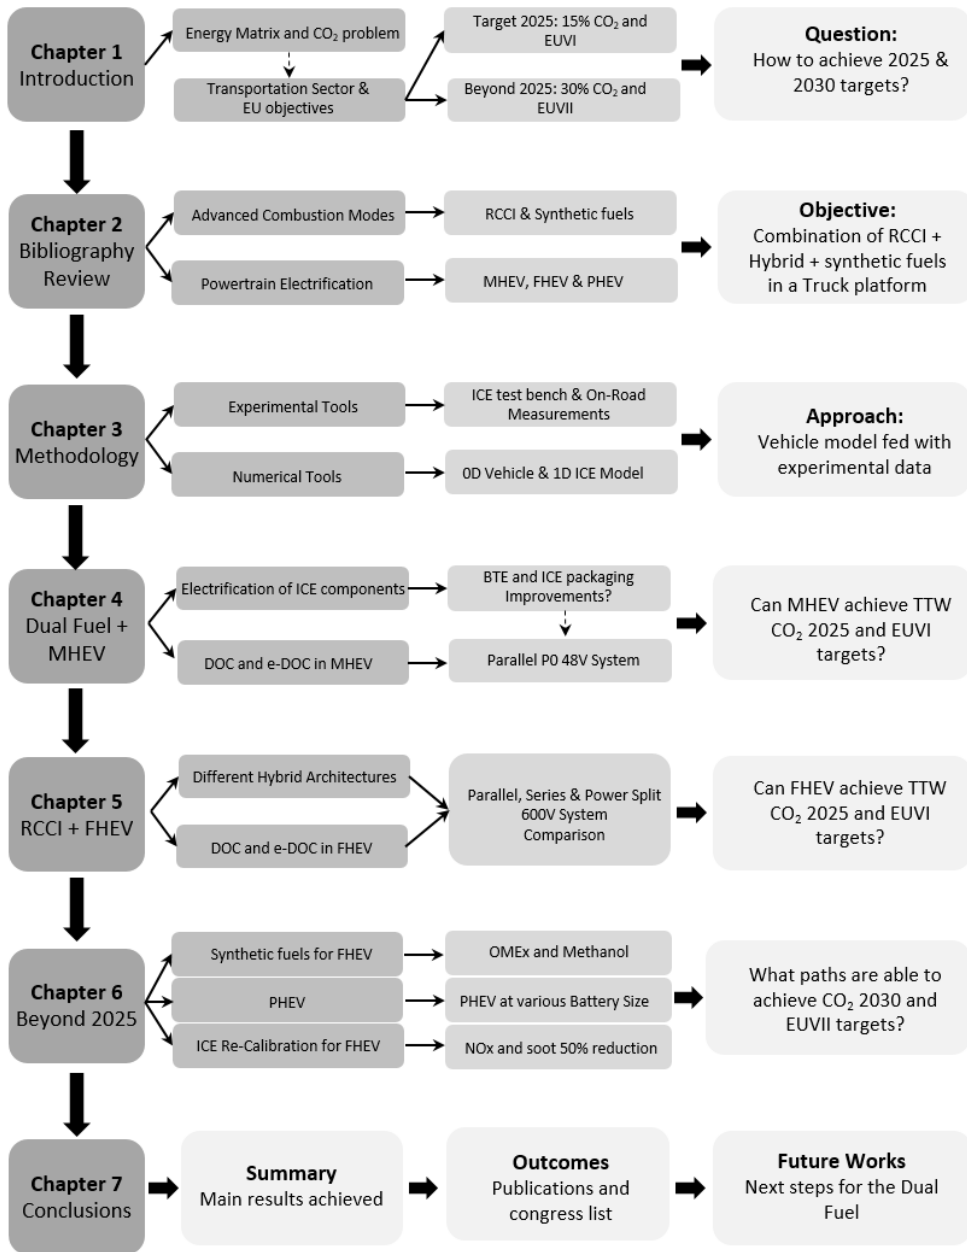 Chapter 1
Introduction
Energy Matrix and CO₂ problem
Transportation Sector &
EU objectives
Target 2025: 15% CO₂ and
EUVI
Beyond 2025: 30% CO₂ and
EUVII
Question:
How to achieve 2025 &
2030 targets?
Chapter 2
Bibliography
Review
Advanced Combustion Modes
RCCI & Synthetic fuels
Powertrain Electrification
MHEV, FHEV & PHEV
Objective:
Combination of RCCI +
Hybrid + synthetic fuels
in a Truck platform
Chapter 3
Methodology
Experimental Tools
ICE test bench & On-Road
Measurements
Numerical Tools
0D Vehicle & 1D ICE Model
Approach:
Vehicle model fed with
experimental data
Chapter 4
Dual Fuel +
MHEV
Electrification of ICE components
BTE and ICE packaging
Improvements?
DOC and e-DOC in MHEV
Parallel P0 48V System
Can MHEV achieve TTW
CO₂ 2025 and EUVI
targets?
Chapter 5
RCCI + FHEV
Different Hybrid Architectures
DOC and e-DOC in FHEV
Parallel, Series & Power Split
600V System
Comparison
Can FHEV achieve TTW
CO₂ 2025 and EUVI
targets?
Chapter 6
Beyond 2025
Synthetic fuels for FHEV
OMEx and Methanol
PHEV
PHEV at various Battery Size
ICE Re-Calibration for FHEV
NOx and soot 50% reduction
What paths are able to
achieve CO₂ 2030 and
EUVII targets?
Chapter 7
Conclusions
Summary
Main results achieved
Outcomes
Publications and
congress list
Future Works
Next steps for the Dual
Fuel